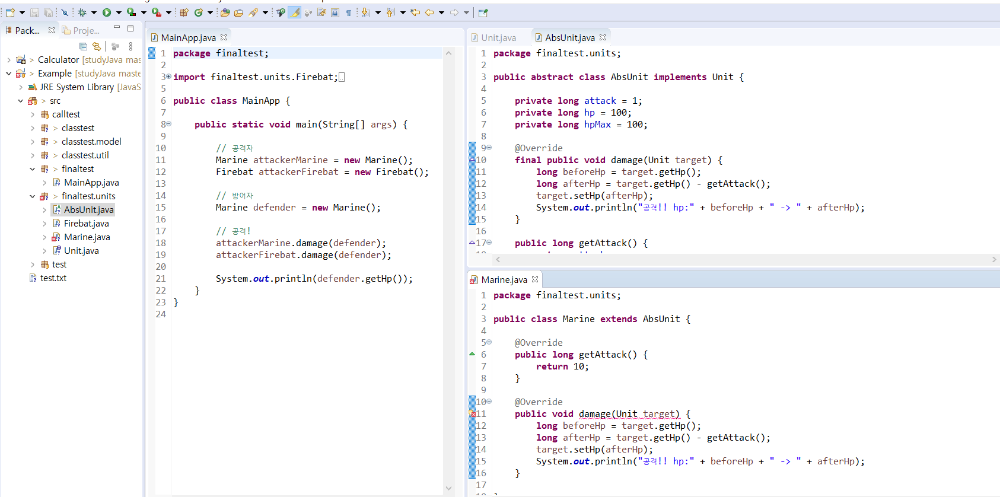 Pack...
Proje...
> Calculator [studyJava mas
> Example [studyJava maste
JRE System Library [JavaS
> src
calltest
> classtest
> classtest.model
> classtest.util
> finaltest
MainApp.java
> finaltest.units
AbsUnit.java
Firebat.java
Marine.java
Unit.java
test
test.txt
MainApp.java
1 package finaltest;
2
3 import finaltest.units.Firebat;
5
6 public class MainApp {
7
8 public static void main(String[] args) {
9
10 // 공격자
11 Marine attackerMarine = new Marine();
12 Firebat attackerFirebat = new Firebat();
13
14 // 방어자
15 Marine defender = new Marine();
16
17 // 공격!
18 attackerMarine.damage(defender);
19 attackerFirebat.damage(defender);
20
21 System.out.println(defender.getHp());
22 }
23 }
24
Unit.java
AbsUnit.java
1 package finaltest.units;
2
3 public abstract class AbsUnit implements Unit {
4
5 private long attack = 1;
6 private long hp = 100;
7 private long hpMax = 100;
8
9 @Override
10 final public void damage(Unit target) {
11 long beforeHp = target.getHp();
12 long afterHp = target.getHp() - getAttack();
13 target.setHp(afterHp);
14 System.out.println("공격!! hp:" + beforeHp + " -> " + afterHp);
15 }
16
17 public long getAttack() {
Marine.java
1 package finaltest.units;
2
3 public class Marine extends AbsUnit {
4
5 @Override
6 public long getAttack() {
7 return 10;
8 }
9
10 @Override
11 public void damage(Unit target) {
12 long beforeHp = target.getHp();
13 long afterHp = target.getHp() - getAttack();
14 target.setHp(afterHp);
15 System.out.println("공격!! hp:" + beforeHp + " -> " + afterHp);
16 }
17